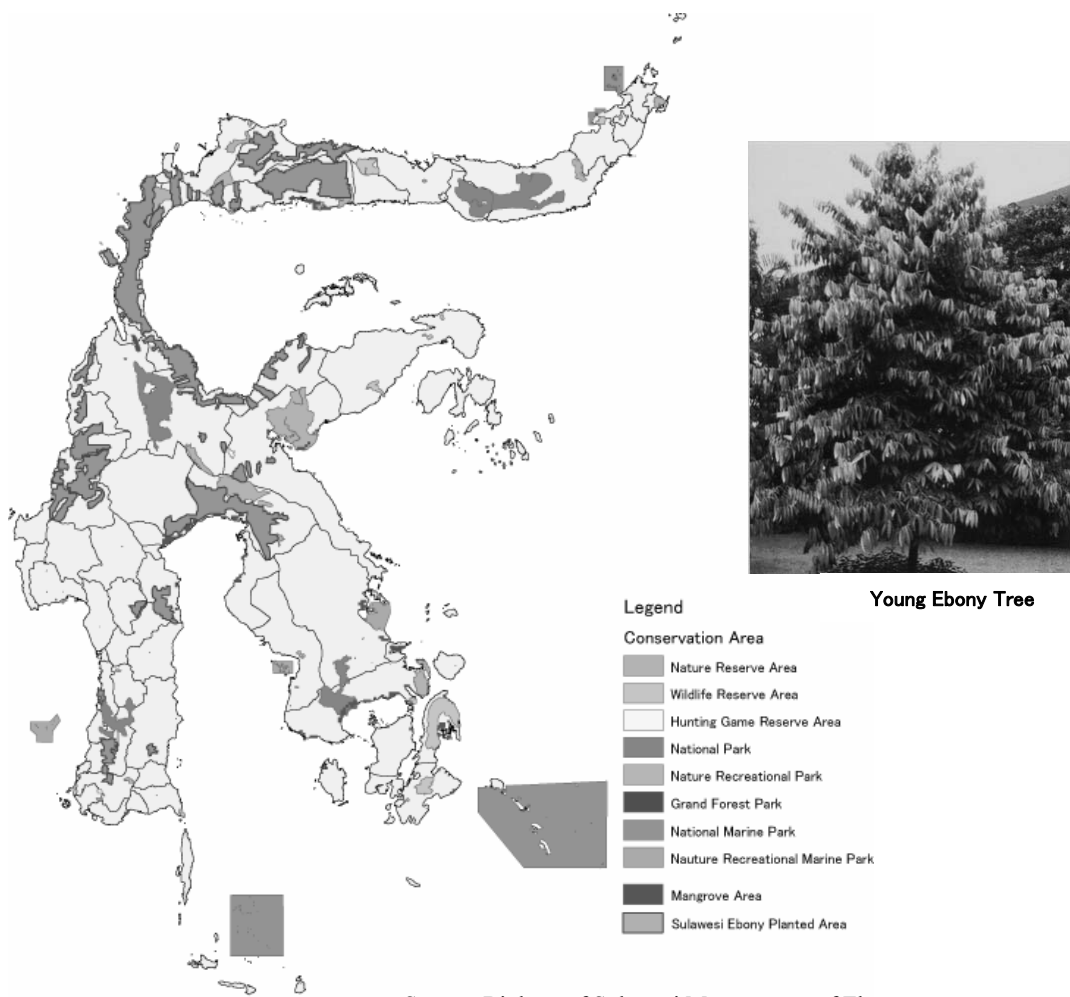 Young Ebony Tree
Legend
Conservation Area
Nature Reserve Area
Wildlife Reserve Area
Hunting Game Reserve Area
National Park
Nature Recreational Park
Grand Forest Park
National Marine Park
Nauture Recreational Marine Park
Mangrove Area
Sulawesi Ebony Planted Area